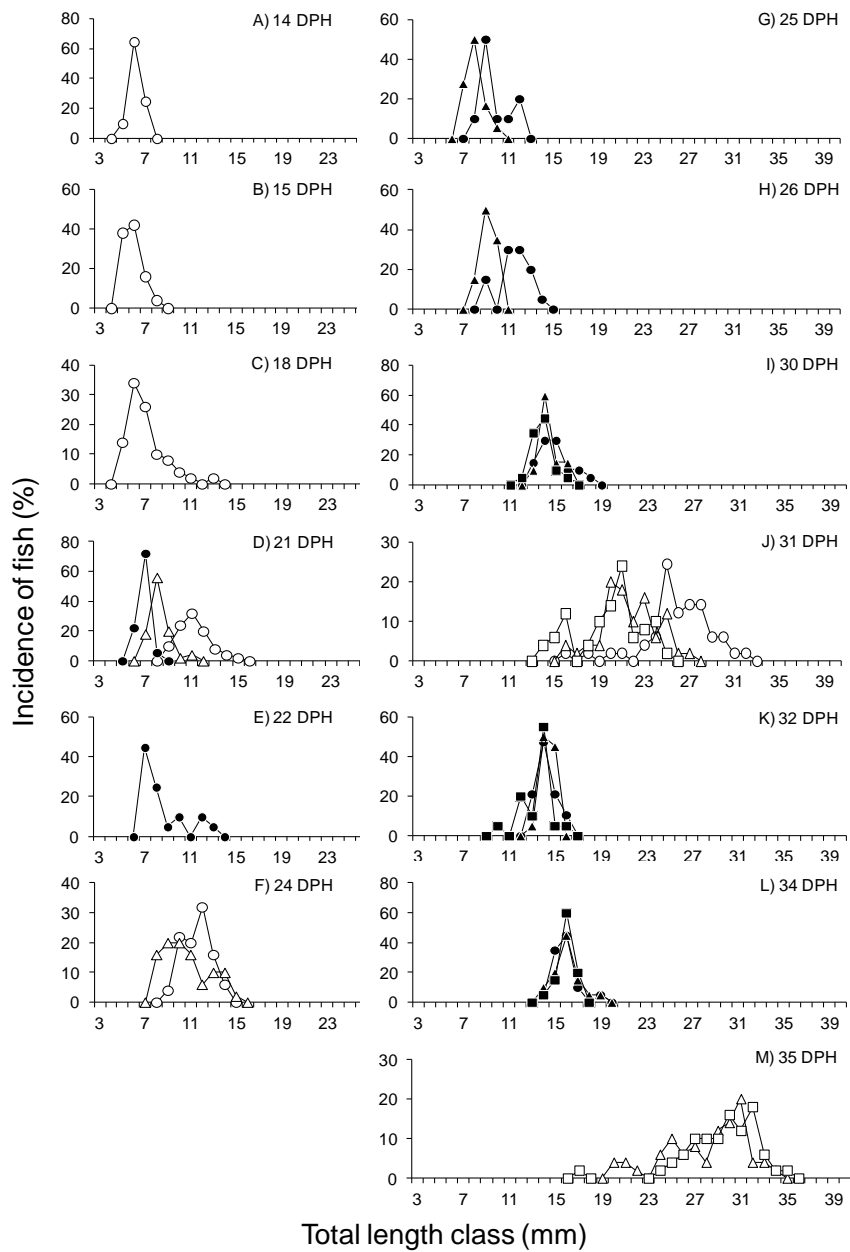 Incidence of fish (%)
A) 14 DPH
80
60
40
20
0
3 7 11 15 19 23
B) 15 DPH
60
40
20
0
3 7 11 15 19 23
C) 18 DPH
40
30
20
10
0
3 7 11 15 19 23
D) 21 DPH
80
60
40
20
0
3 7 11 15 19 23
E) 22 DPH
60
40
20
0
3 7 11 15 19 23
F) 24 DPH
40
30
20
10
0
3 7 11 15 19 23
G) 25 DPH
60
40
20
0
3 7 11 15 19 23 27 31 35 39
H) 26 DPH
60
40
20
0
3 7 11 15 19 23 27 31 35 39
I) 30 DPH
80
60
40
20
0
3 7 11 15 19 23 27 31 35 39
J) 31 DPH
30
20
10
0
3 7 11 15 19 23 27 31 35 39
K) 32 DPH
60
40
20
0
3 7 11 15 19 23 27 31 35 39
L) 34 DPH
80
60
40
20
0
3 7 11 15 19 23 27 31 35 39
M) 35 DPH
30
20
10
0
3 7 11 15 19 23 27 31 35 39
Total length class (mm)